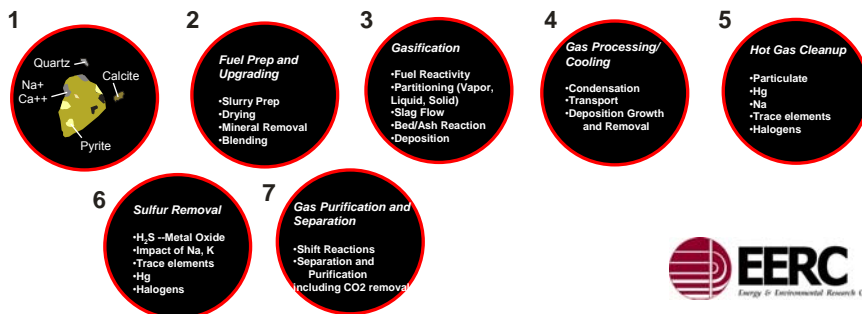 1
Quartz
Na+
Ca++
Calcite
Pyrite
2
Fuel Prep and
Upgrading
•Slurry Prep
•Drying
•Mineral Removal
•Blending
3
Gasification
•Fuel Reactivity
•Partitioning (Vapor,
Liquid, Solid)
•Slag Flow
•Bed/Ash Reaction
•Deposition
4
Gas Processing/
Cooling
•Condensation
•Transport
•Deposition Growth
and Removal
5
Hot Gas Cleanup
•Particulate
•Hg
•Na
•Trace elements
•Halogens
6
Sulfur Removal
•H2S --Metal Oxide
•Impact of Na, K
•Trace elements
•Hg
•Halogens
7
Gas Purification and
Separation
•Shift Reactions
•Separation and
Purification
including CO2 removal
EERC
Energy & Environmental Research